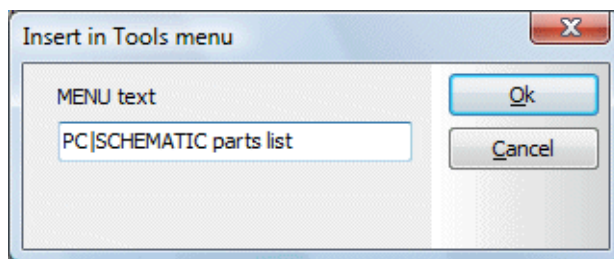 Insert in Tools menu
MENU text
Ok
PC|SCHEMATIC parts list
Cancel